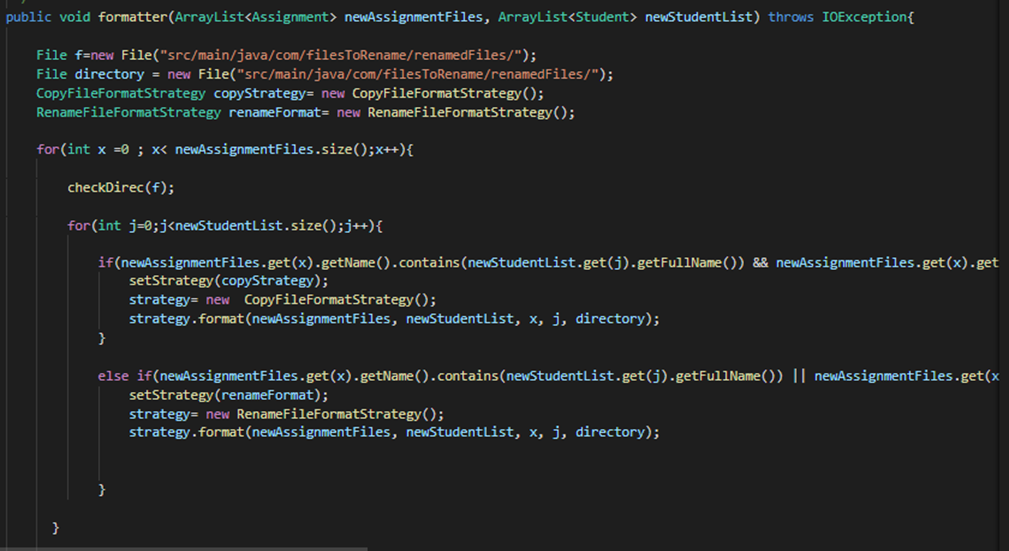 public void formatter(ArrayList<Assignment> newAssignmentFiles, ArrayList<Student> newStudentList) throws IOException{
File f=new File("src/main/java/com/filesToRename/renamedFiles/");
File directory = new File("src/main/java/com/filesToRename/renamedFiles/");
CopyFileFormatStrategy copyStrategy= new CopyFileFormatStrategy();
RenameFileFormatStrategy renameFormat= new RenameFileFormatStrategy();
for(int x =0 ; x< newAssignmentFiles.size();x++){
checkDirec(f);
for(int j=0;j<newStudentList.size();j++){
if(newAssignmentFiles.get(x).getName().contains(newStudentList.get(j).getFullName()) && newAssignmentFiles.get(x).get
setStrategy(copyStrategy);
strategy= new  CopyFileFormatStrategy();
strategy.format(newAssignmentFiles, newStudentList, x, j, directory);
}
else if(newAssignmentFiles.get(x).getName().contains(newStudentList.get(j).getFullName()) || newAssignmentFiles.get(x
setStrategy(renameFormat);
strategy= new RenameFileFormatStrategy();
strategy.format(newAssignmentFiles, newStudentList, x, j, directory);
}
}